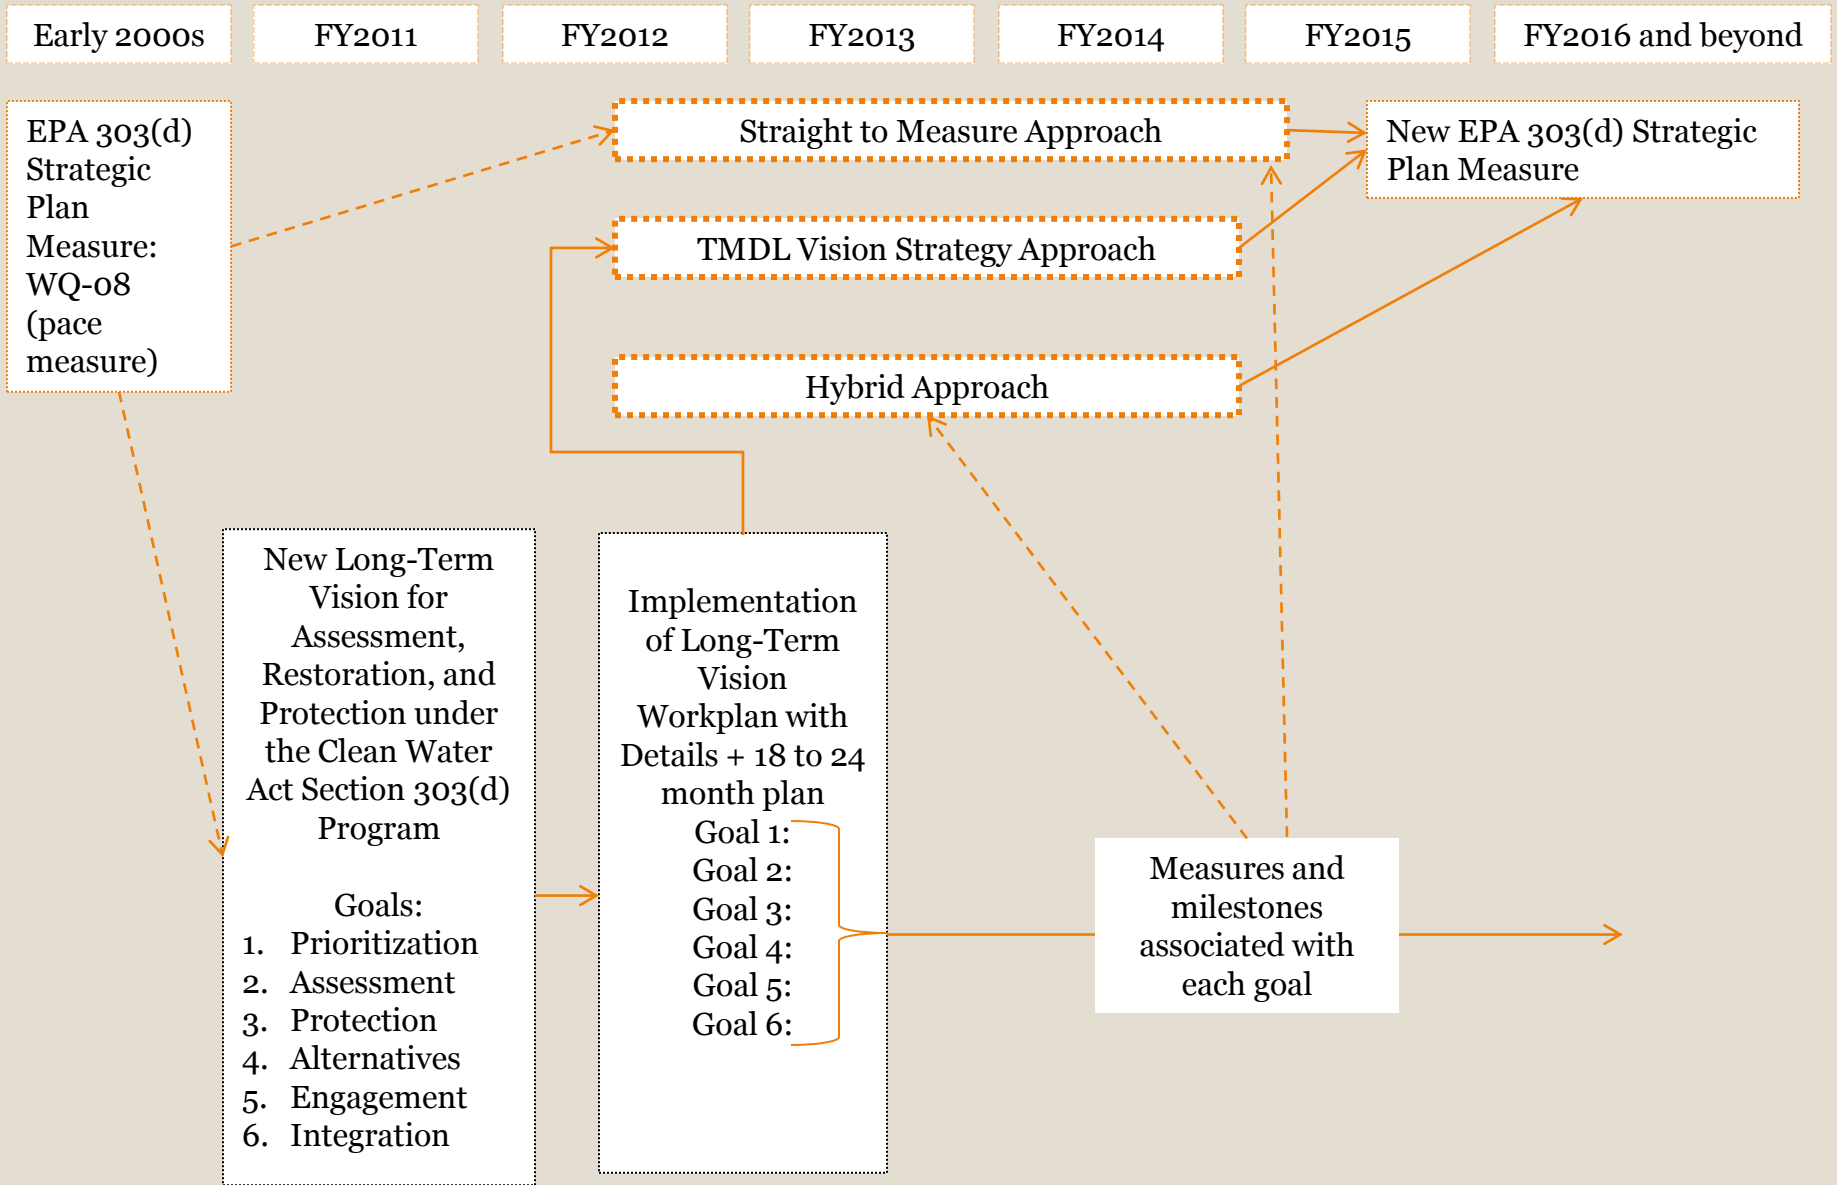 Early 2000s
FY2011
FY2012
FY2013
FY2014
FY2015
FY2016 and beyond
EPA 303(d)
Strategic
Plan
Measure:
WQ-08
(pace
measure)
Straight to Measure Approach
New EPA 303(d) Strategic
Plan Measure
TMDL Vision Strategy Approach
Hybrid Approach
New Long-Term
Vision for
Assessment,
Restoration, and
Protection under
the Clean Water
Act Section 303(d)
Program
Goals:
1. Prioritization
2. Assessment
3. Protection
4. Alternatives
5. Engagement
6. Integration
Implementation
of Long-Term
Vision
Workplan with
Details + 18 to 24
month plan
Goal 1:
Goal 2:
Goal 3:
Goal 4:
Goal 5:
Goal 6:
Measures and
milestones
associated with
each goal